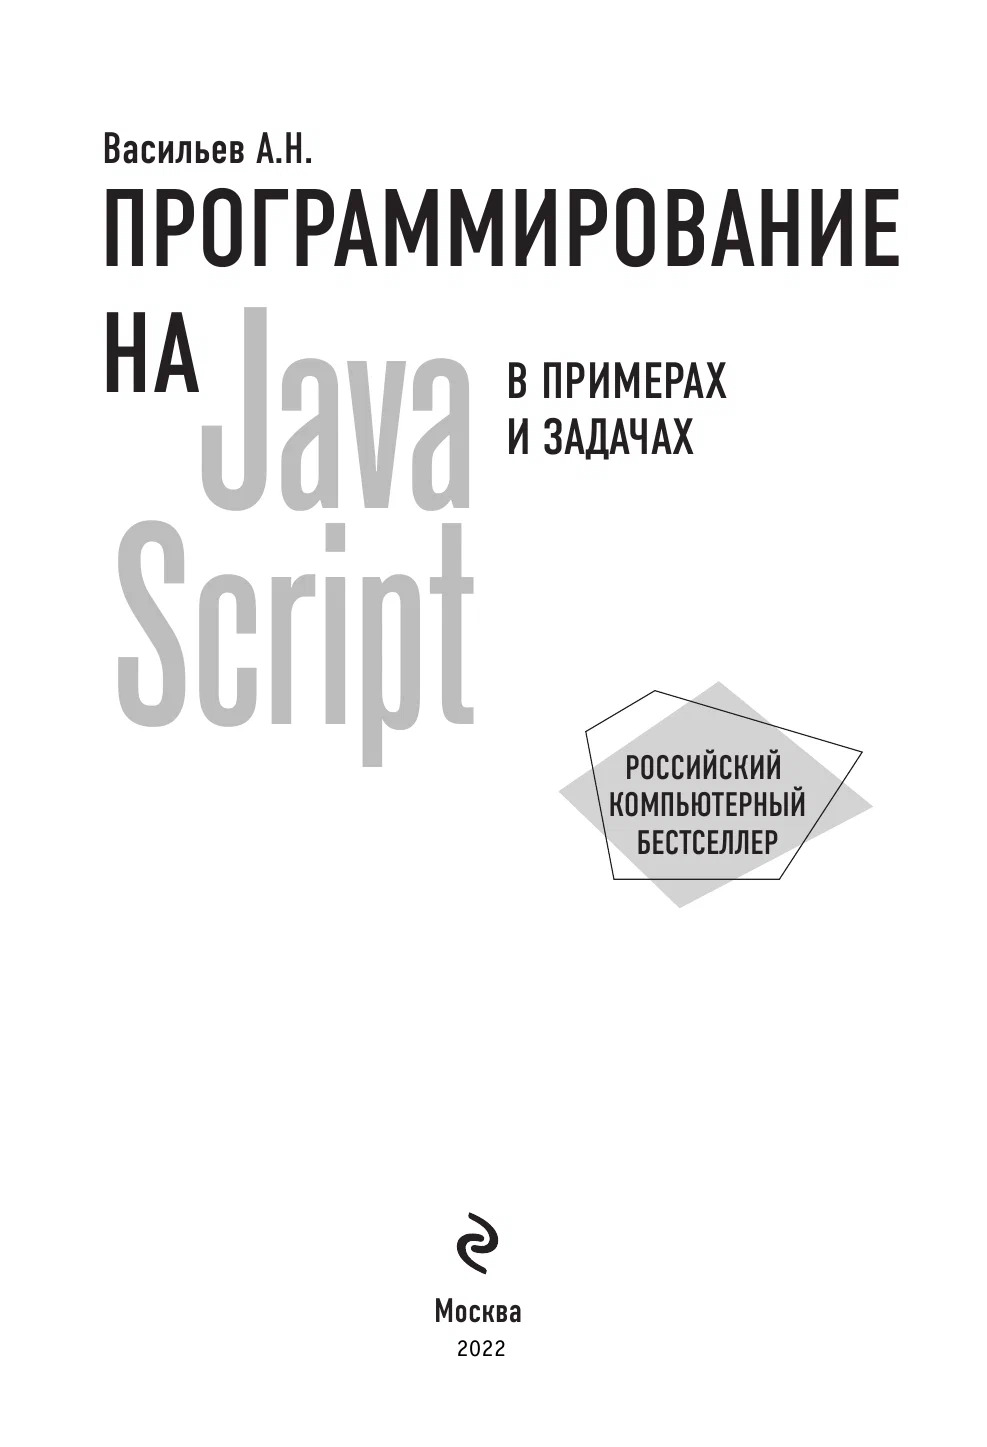 Васильев А.Н.
ПРОГРАММИРОВАНИЕ
НА Java
Script
В ПРИМЕРАХ
И ЗАДАЧАХ
РОССИЙСКИЙ
КОМПЬЮТЕРНЫЙ
БЕСТСЕЛЛЕР
Москва
2022